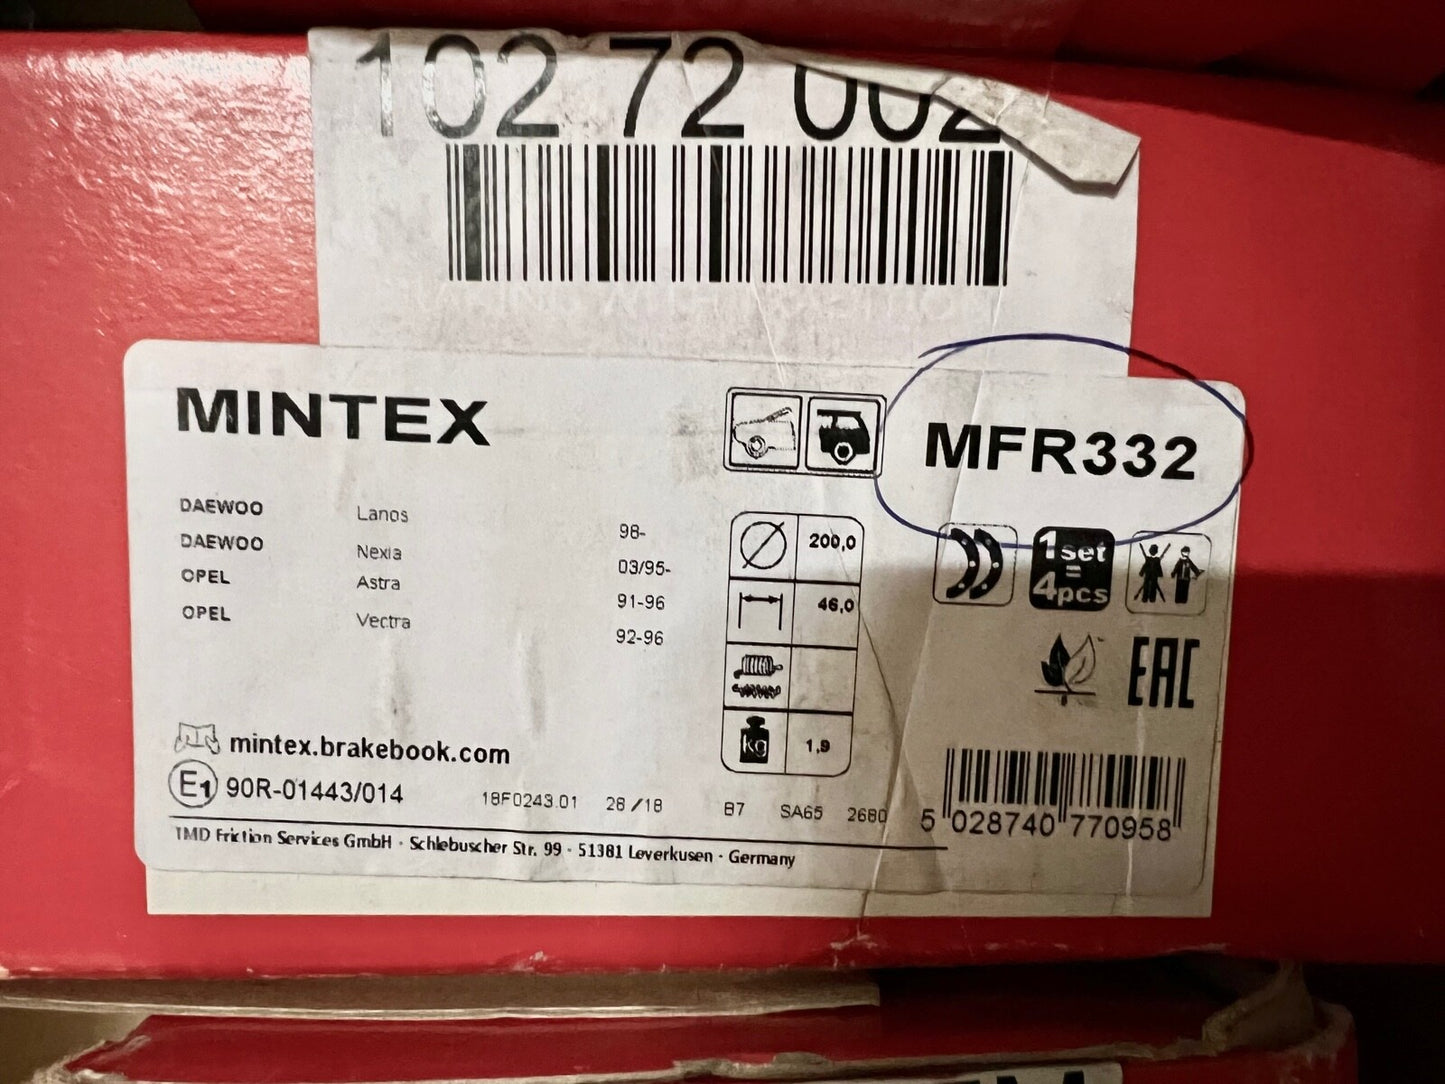 102 72 002
MINTEX
MFR332
DAEWOO Lanos 98-
DAEWOO Nexia 03/95-
OPEL Astra 91-96
OPEL Vectra 92-96
200,0
46,0
kg 1,9
1set
=
4pcs
EAC
mintex.brakebook.com
E1 90R-01443/014
18F0243.01 28/18 B7 SA65 2680
5 028740 770958
TMD Friction Services GmbH · Schlebuscher Str. 99 · 51381 Leverkusen · Germany